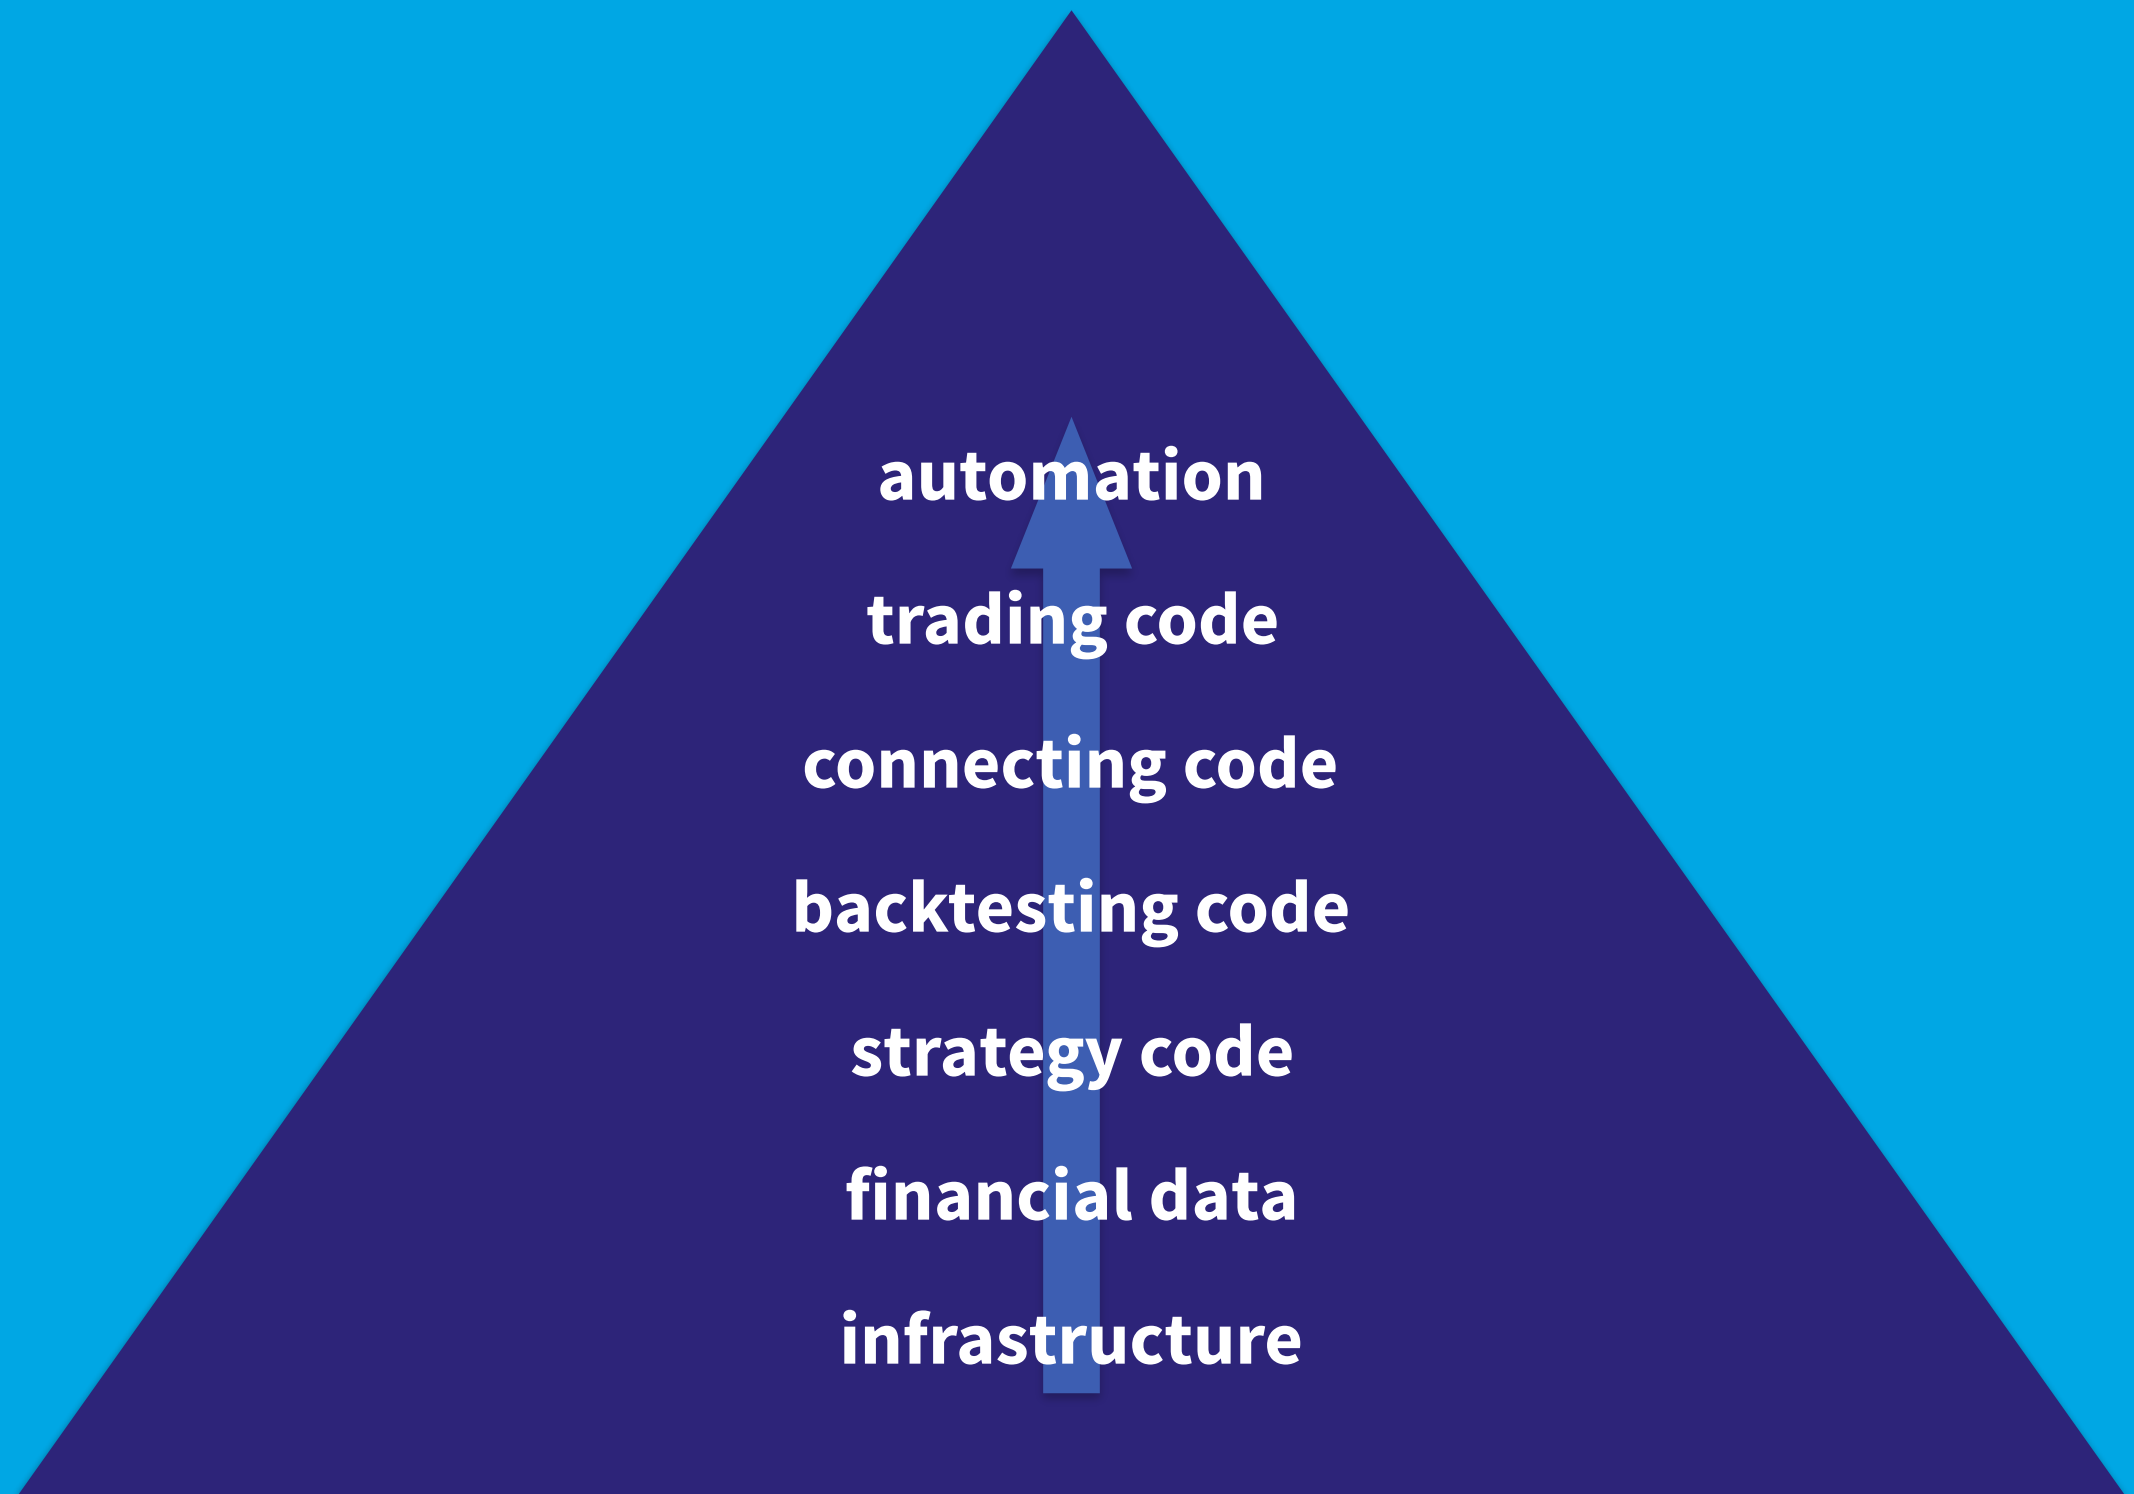 automation
trading code
connecting code
backtesting code
strategy code
financial data
infrastructure